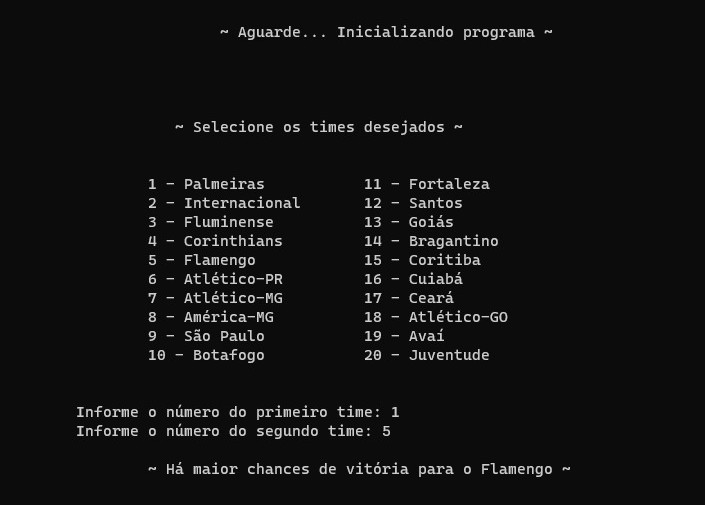 ~ Aguarde... Inicializando programa ~
~ Selecione os times desejados ~
1 - Palmeiras 11 - Fortaleza
2 - Internacional 12 - Santos
3 - Fluminense 13 - Goiás
4 - Corinthians 14 - Bragantino
5 - Flamengo 15 - Coritiba
6 - Atlético-PR 16 - Cuiabá
7 - Atlético-MG 17 - Ceará
8 - América-MG 18 - Atlético-GO
9 - São Paulo 19 - Avaí
10 - Botafogo 20 - Juventude
Informe o número do primeiro time: 1
Informe o número do segundo time: 5
~ Há maior chances de vitória para o Flamengo ~